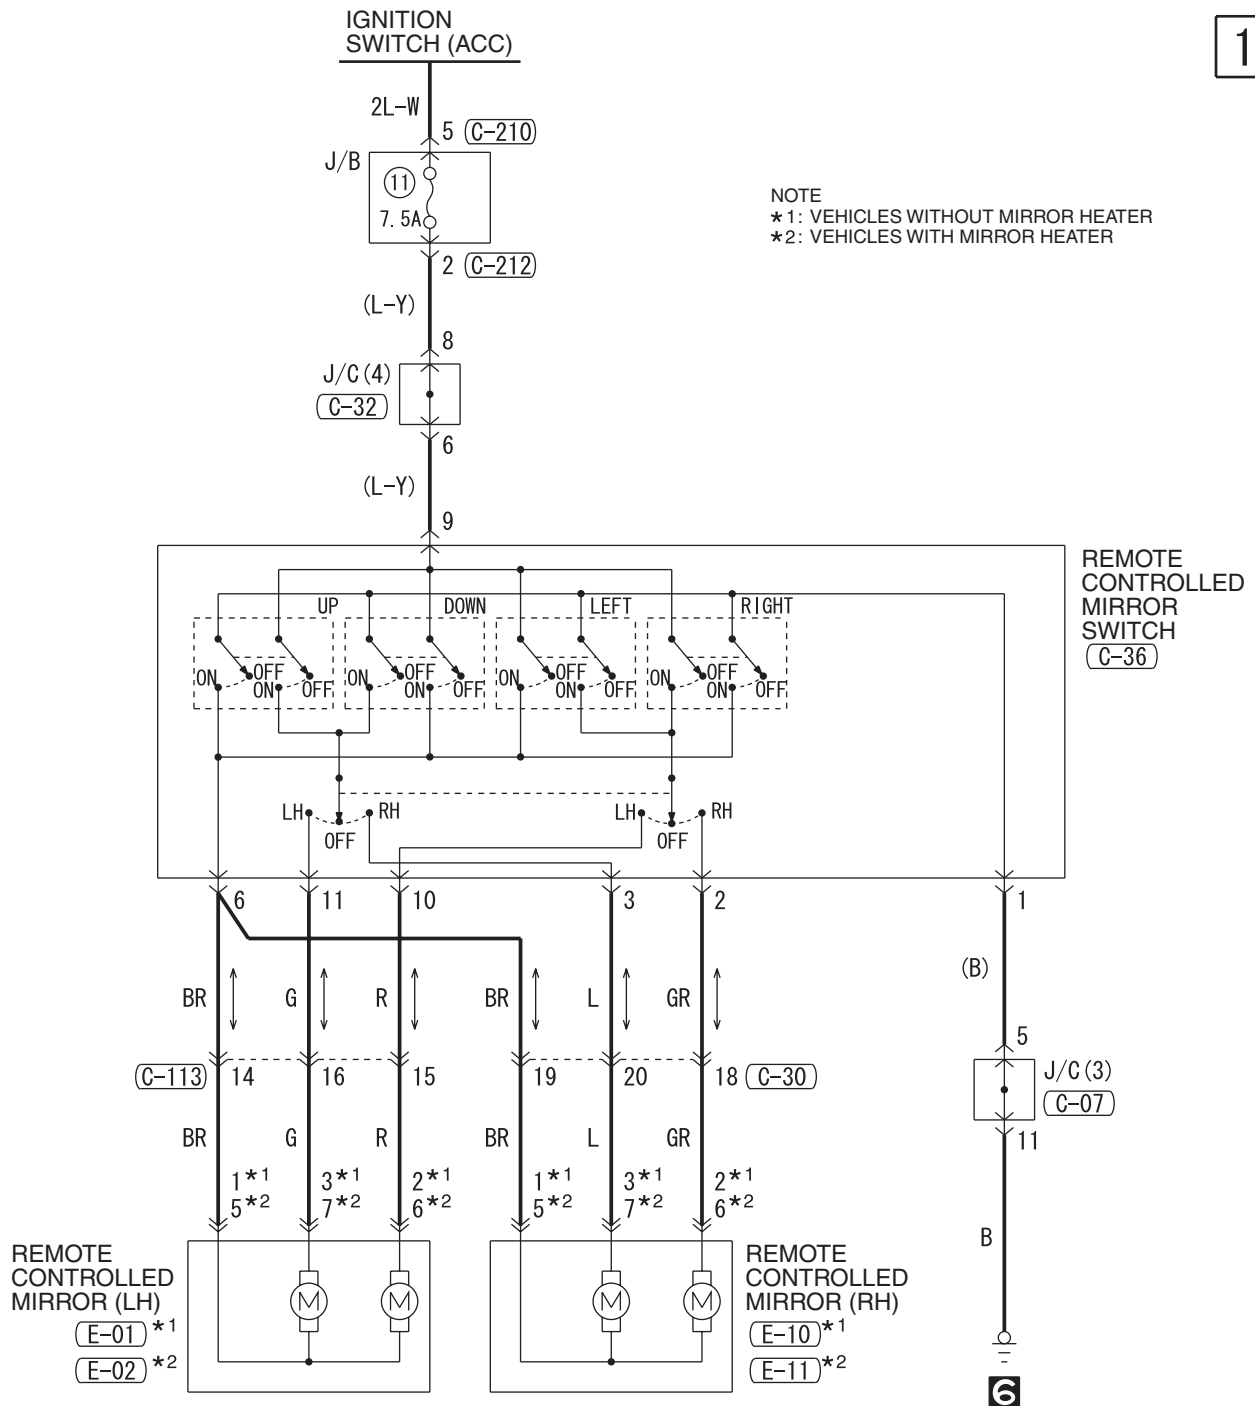 IGNITION
SWITCH (ACC)
1
2L-W
5 C-210
J/B
11
7.5A
NOTE
*1: VEHICLES WITHOUT MIRROR HEATER
*2: VEHICLES WITH MIRROR HEATER
2 C-212
(L-Y)
8
J/C(4)
C-32
6
(L-Y)
9
REMOTE
CONTROLLED
MIRROR
SWITCH
C-36
UP DOWN LEFT RIGHT
ON OFF ON OFF ON OFF ON OFF ON OFF ON OFF ON OFF ON OFF
LH RH LH RH
OFF OFF
6 11 10 3 2 1
(B)
BR G R BR L GR
5
J/C(3)
C-07
11
C-113 14 16 15 19 20 18 C-30
BR G R BR L GR
1*1 3*1 2*1 1*1 3*1 2*1
5*2 7*2 6*2 5*2 7*2 6*2
B
REMOTE
CONTROLLED
MIRROR (LH)
E-01 *1
E-02 *2
M M M M
REMOTE
CONTROLLED
MIRROR (RH)
E-10 *1
E-11 *2
6